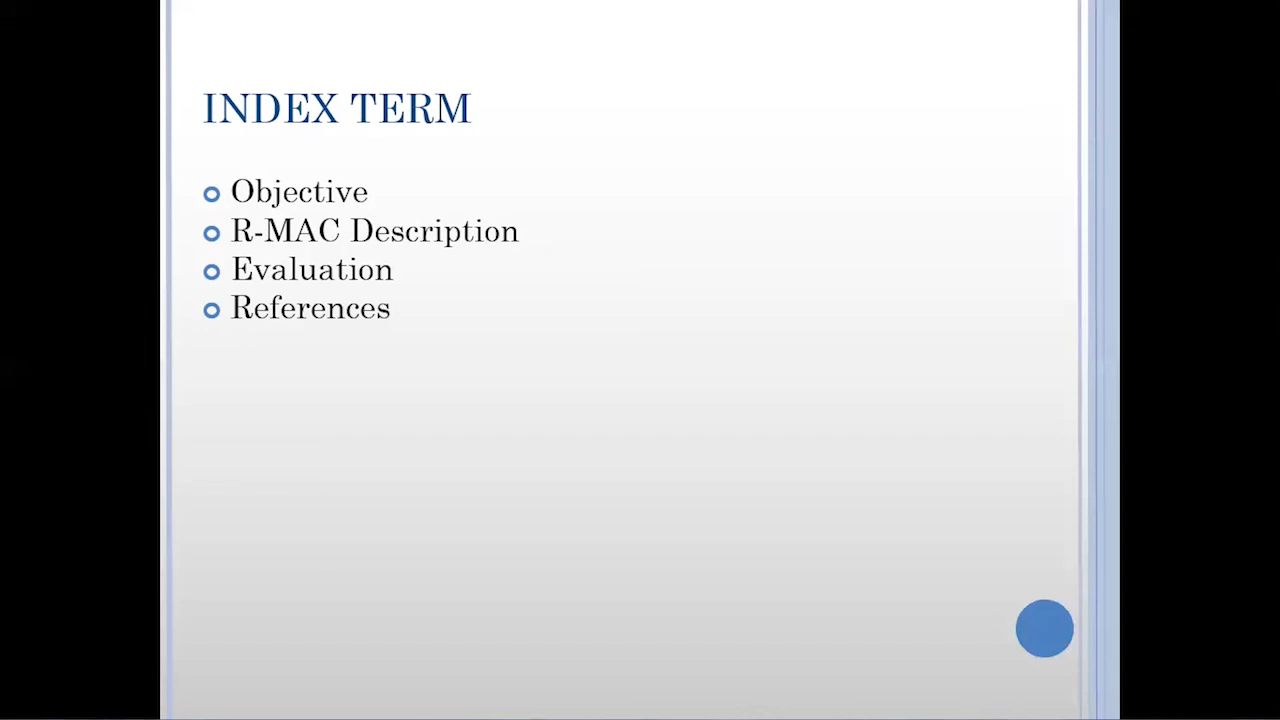 INDEX TERM
Objective
R-MAC Description
Evaluation
References